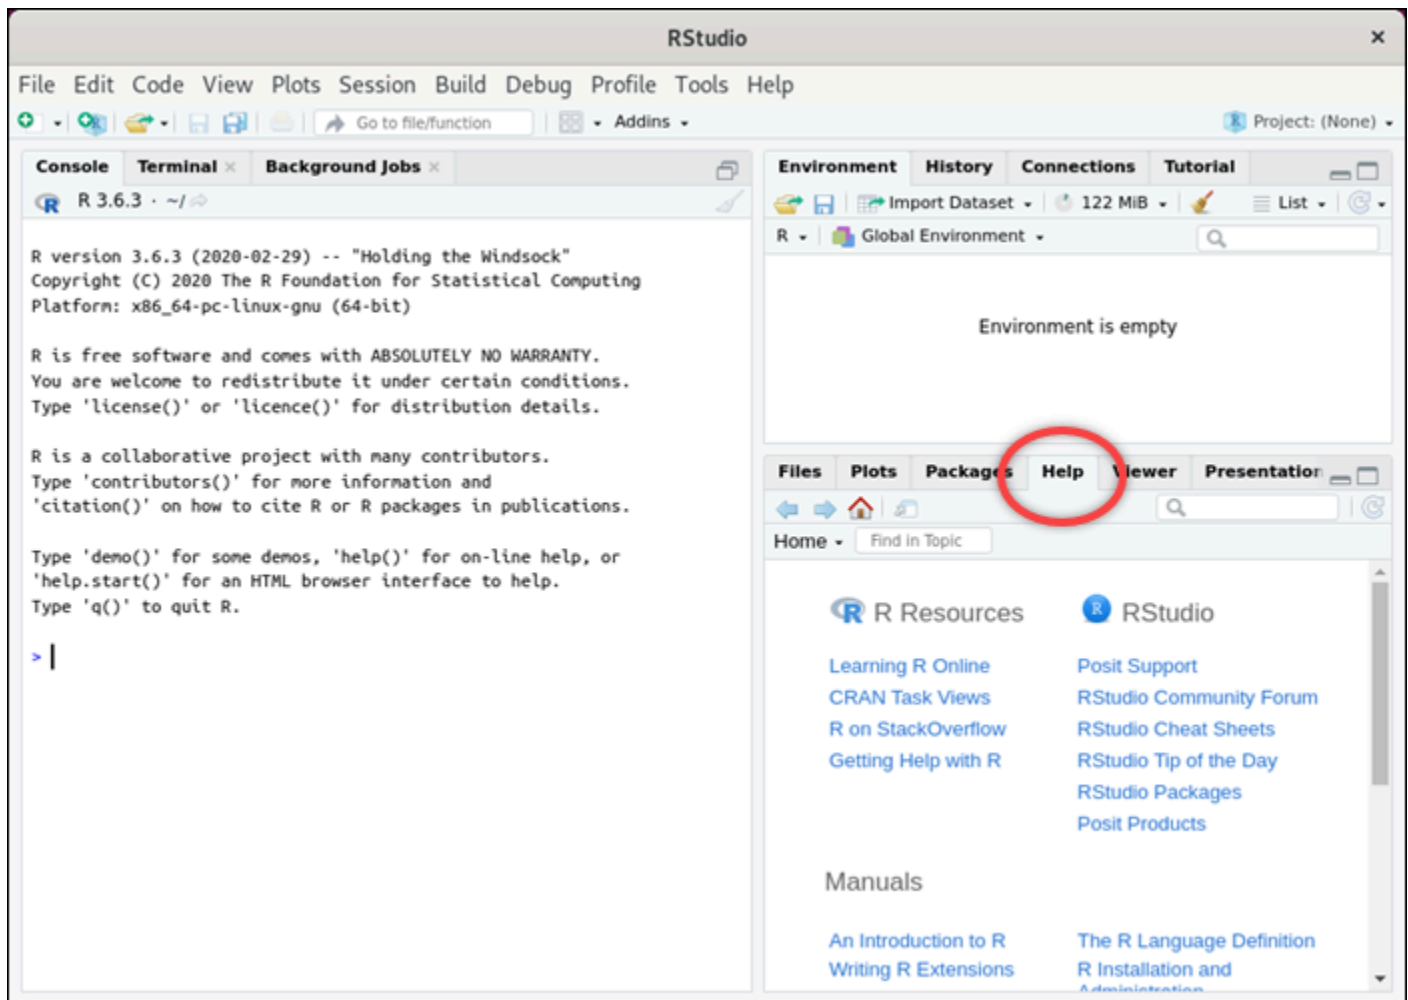 RStudio
File Edit Code View Plots Session Build Debug Profile Tools Help
Go to file/function Addins Project: (None)
Console Terminal Background Jobs
R 3.6.3 · ~/
R version 3.6.3 (2020-02-29) -- "Holding the Windsock"
Copyright (C) 2020 The R Foundation for Statistical Computing
Platform: x86_64-pc-linux-gnu (64-bit)
R is free software and comes with ABSOLUTELY NO WARRANTY.
You are welcome to redistribute it under certain conditions.
Type 'license()' or 'licence()' for distribution details.
R is a collaborative project with many contributors.
Type 'contributors()' for more information and
'citation()' on how to cite R or R packages in publications.
Type 'demo()' for some demos, 'help()' for on-line help, or
'help.start()' for an HTML browser interface to help.
Type 'q()' to quit R.
>
Environment History Connections Tutorial
Import Dataset 122 MiB List
R Global Environment
Environment is empty
Files Plots Packages Help Viewer Presentation
Home Find in Topic
R Resources
Learning R Online
CRAN Task Views
R on StackOverflow
Getting Help with R
RStudio
Posit Support
RStudio Community Forum
RStudio Cheat Sheets
RStudio Tip of the Day
RStudio Packages
Posit Products
Manuals
An Introduction to R
Writing R Extensions
The R Language Definition
R Installation and
Administration